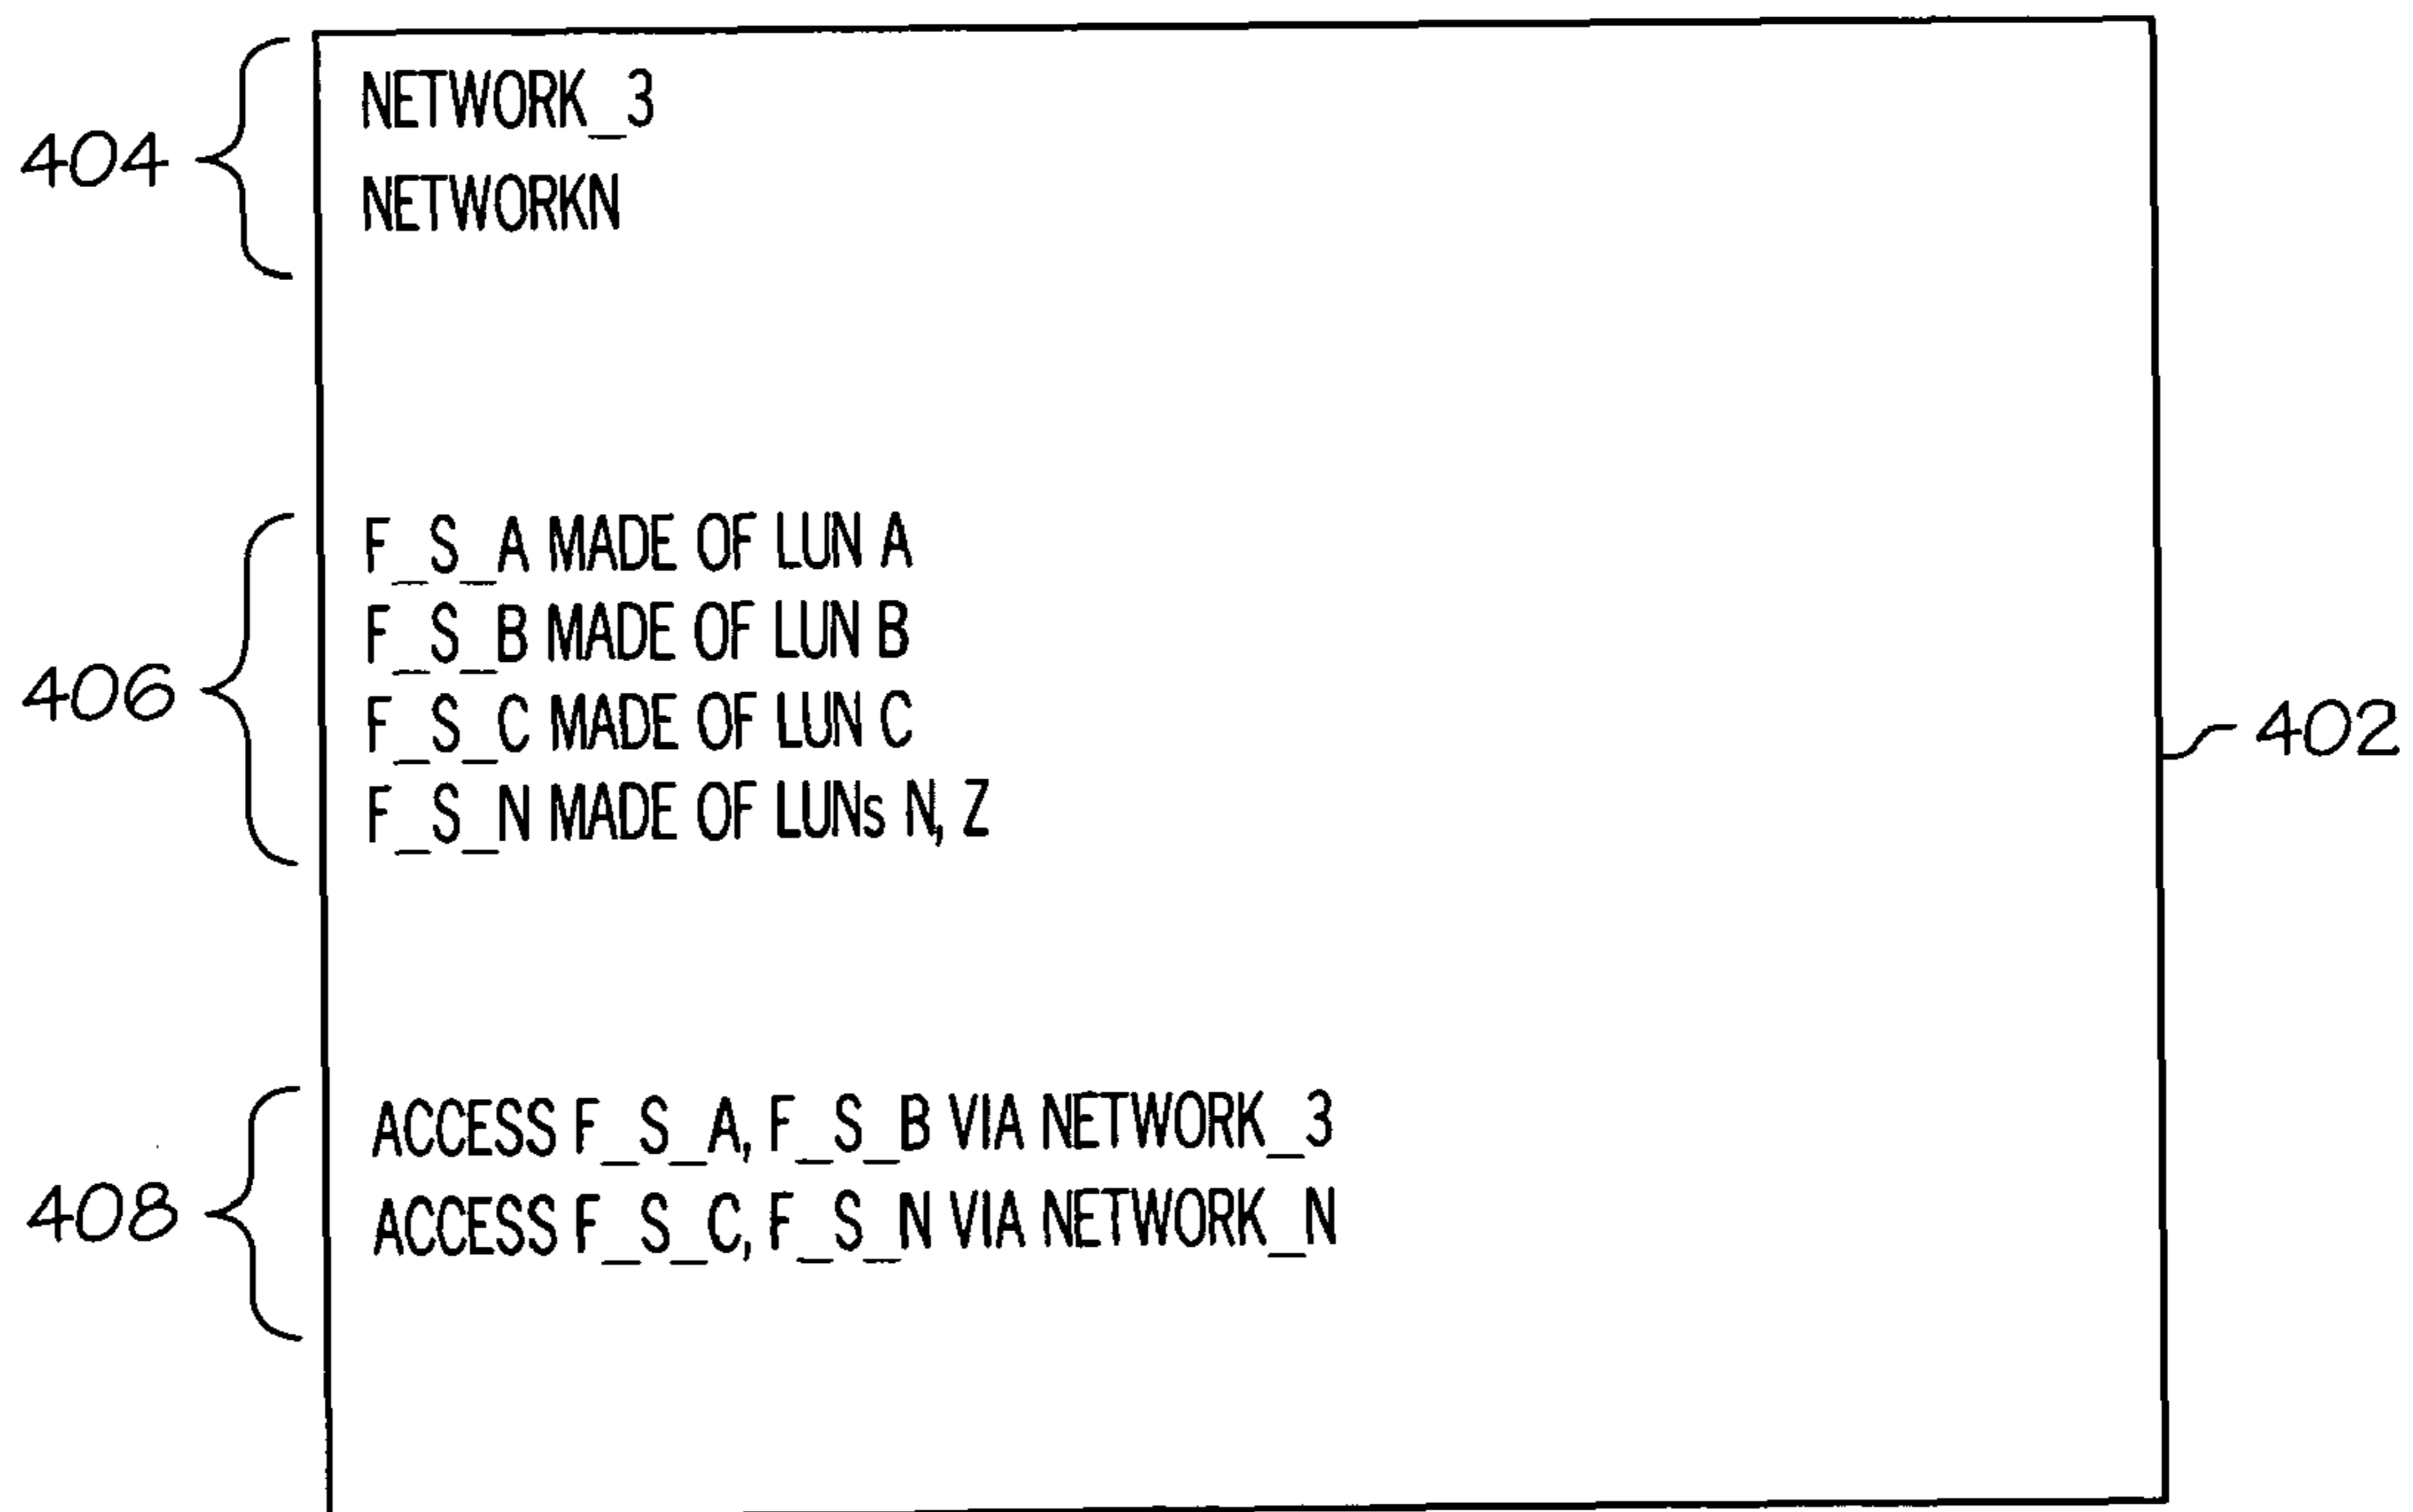 404
NETWORK_3
NETWORKN
406
F_S_A MADE OF LUN A
F_S_B MADE OF LUN B
F_S_C MADE OF LUN C
F_S_N MADE OF LUNs N, Z
402
408
ACCESS F_S_A, F_S_B VIA NETWORK_3
ACCESS F_S_C, F_S_N VIA NETWORK_N